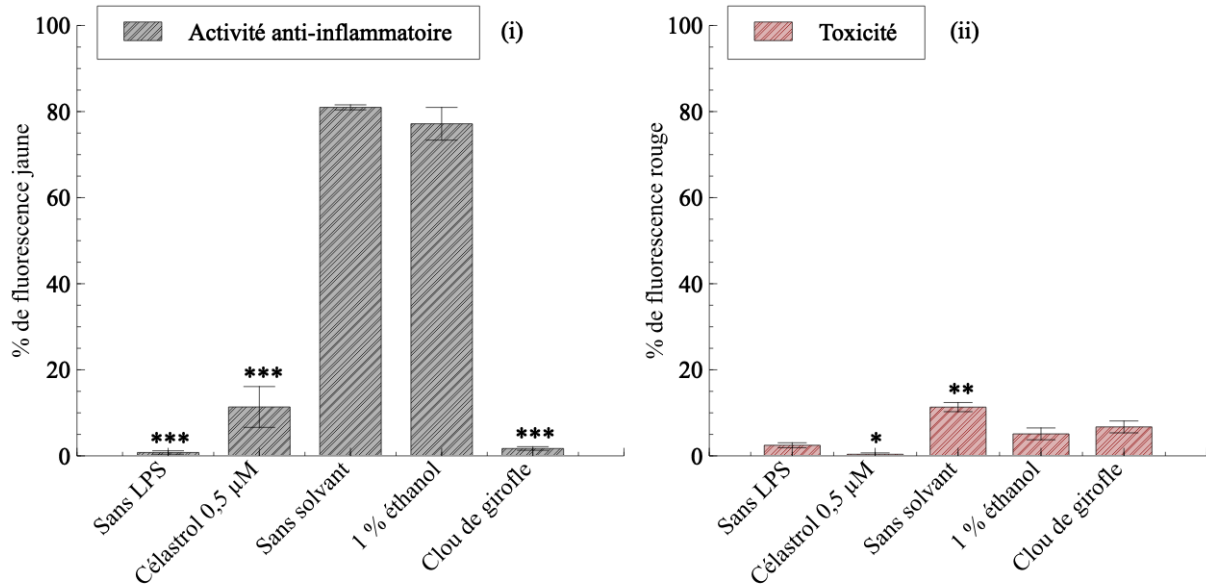 Activité anti-inflammatoire
(i)
% de fluorescence jaune
100
80
60
40
20
0
***
***
***
Sans LPS
Célastrol 0,5 µM
Sans solvant
1 % éthanol
Clou de girofle
Toxicité
(ii)
% de fluorescence rouge
100
80
60
40
20
0
*
**
Sans LPS
Célastrol 0,5 µM
Sans solvant
1 % éthanol
Clou de girofle